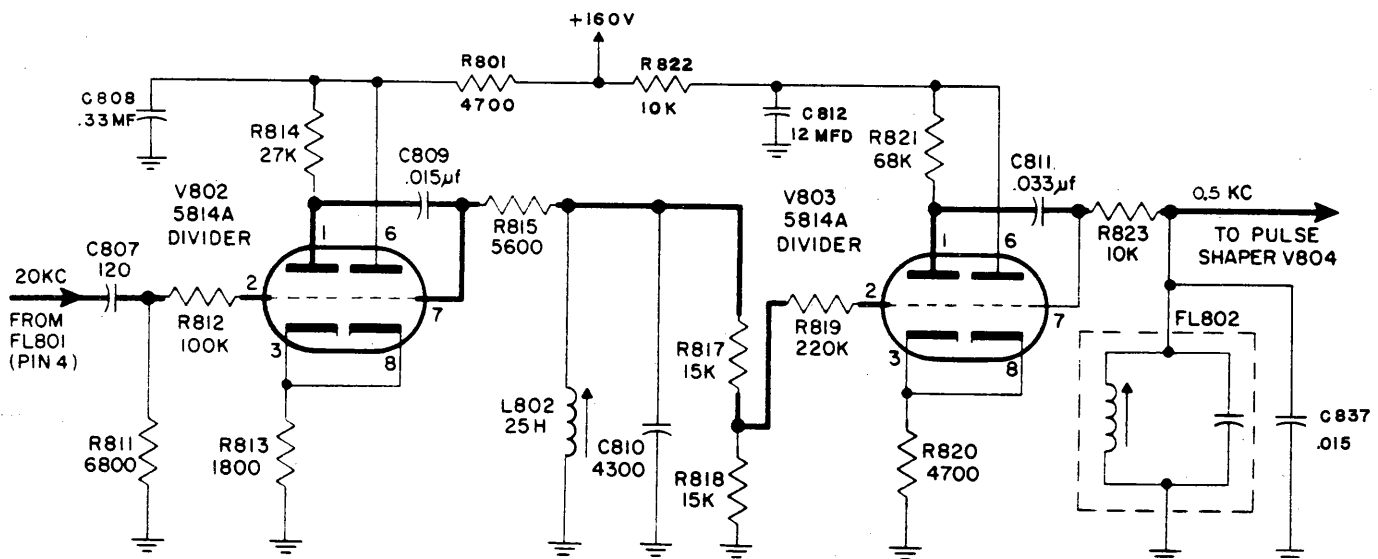 +160V
R801
4700
R822
10K
C808
.33MF
R814
27K
C809
.015µf
C812
12 MFD
R821
68K
C811
.033µf
V802
5814A
DIVIDER
V803
5814A
DIVIDER
R815
5600
R823
10K
0.5 KC
TO PULSE
SHAPER V804
1
6
1
6
20KC
FROM
FL801
(PIN 4)
C807
120
R812
100K
2
7
3
8
R819
220K
2
7
3
8
FL802
R817
15K
R811
6800
R813
1800
L802
25H
C810
4300
R818
15K
R820
4700
C837
.015